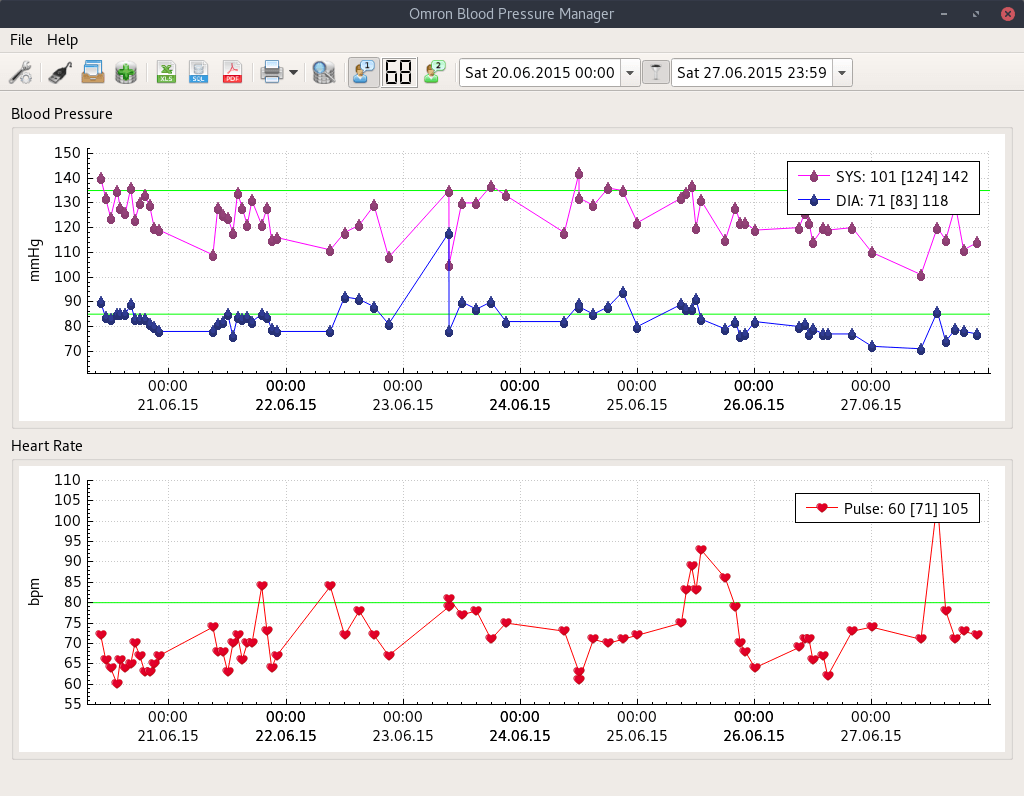 Omron Blood Pressure Manager
File Help
XLS SQL PDF 1 60 2 Sat 20.06.2015 00:00 Sat 27.06.2015 23:59
Blood Pressure
150
140
130
120
110
100
90
80
70
mmHg
SYS: 101 [124] 142
DIA: 71 [83] 118
00:00 00:00 00:00 00:00 00:00 00:00 00:00
21.06.15 22.06.15 23.06.15 24.06.15 25.06.15 26.06.15 27.06.15
Heart Rate
110
105
100
95
90
85
80
75
70
65
60
55
bpm
Pulse: 60 [71] 105
00:00 00:00 00:00 00:00 00:00 00:00 00:00
21.06.15 22.06.15 23.06.15 24.06.15 25.06.15 26.06.15 27.06.15